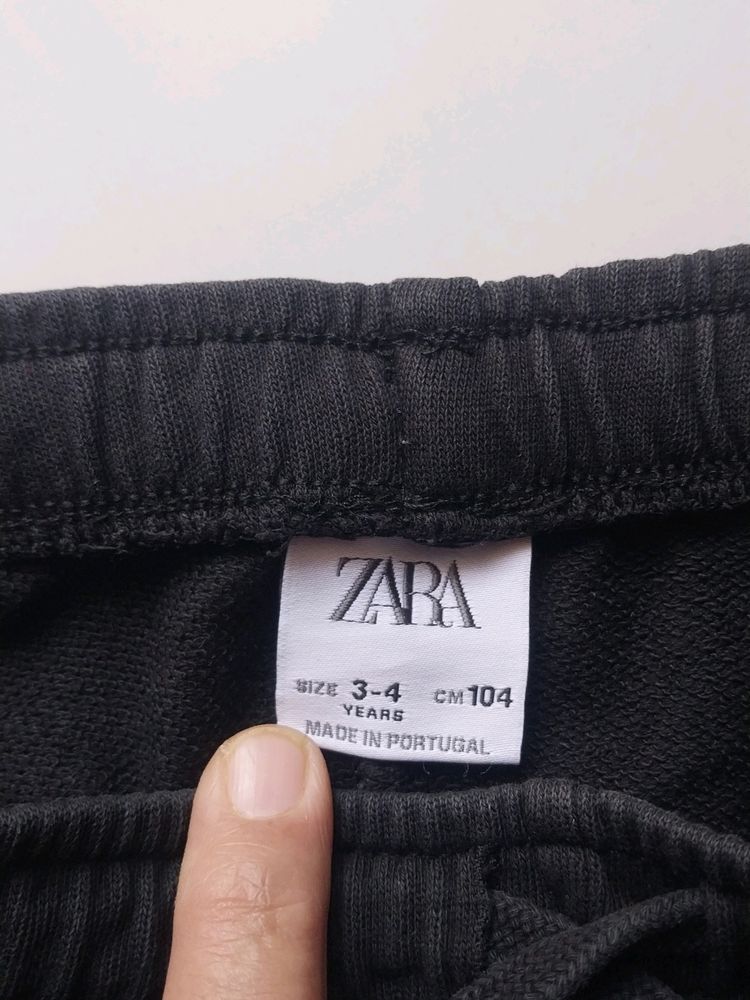 ZARA
SIZE 3-4 CM 104
YEARS
MADE IN PORTUGAL